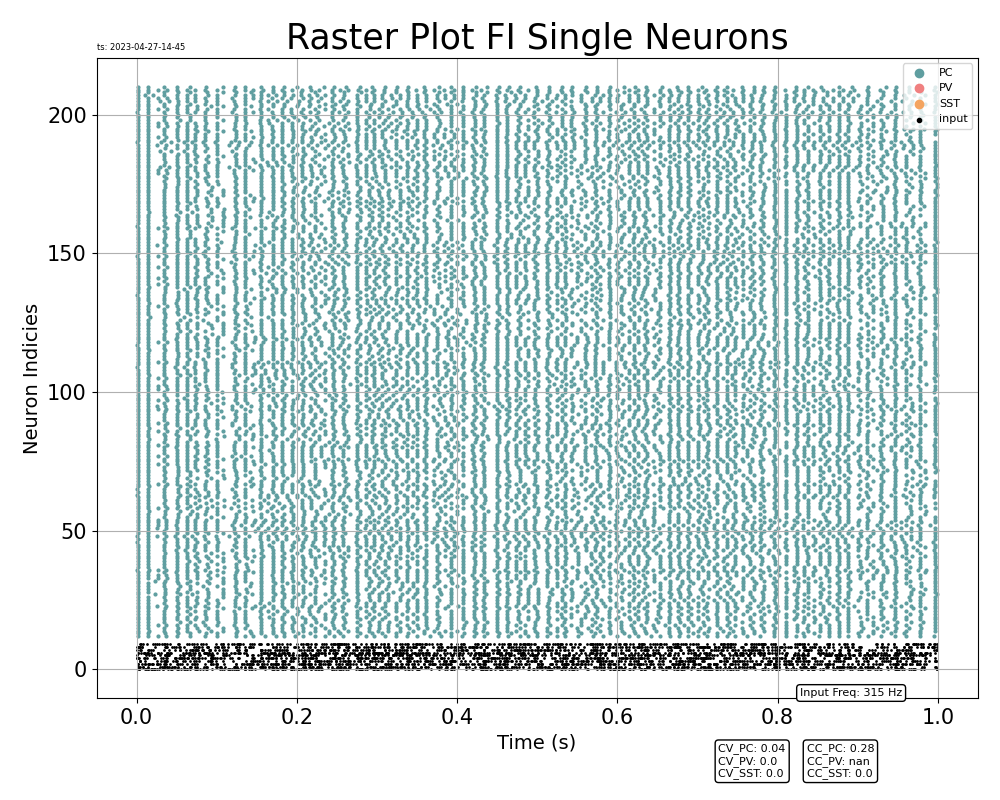 Raster Plot FI Single Neurons
ts: 2023-04-27-14-45
PC
PV
SST
input
200
150
100
50
0
Neuron Indicies
Input Freq: 315 Hz
0.0 0.2 0.4 0.6 0.8 1.0
Time (s)
CV_PC: 0.04
CV_PV: 0.0
CV_SST: 0.0
CC_PC: 0.28
CC_PV: nan
CC_SST: 0.0